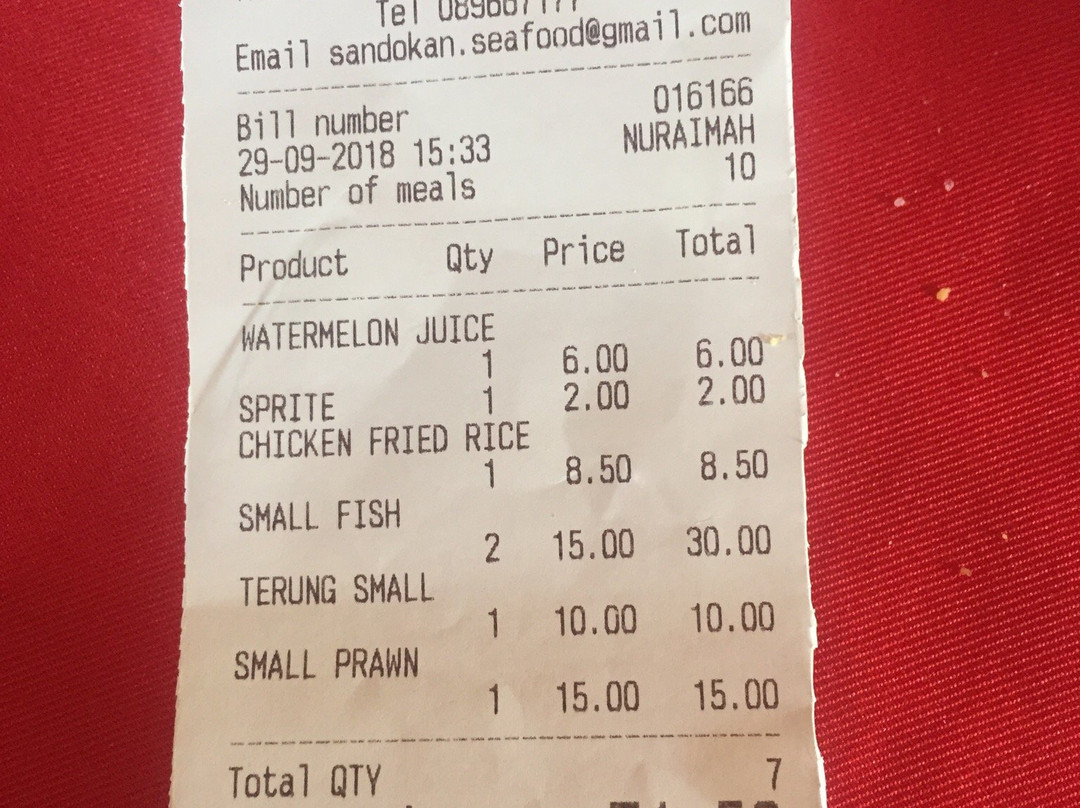 Tel
Email sandokan.seafood@gmail.com
Bill number 016166
29-09-2018 15:33 NURAIMAH
Number of meals 10
Product Qty Price Total
WATERMELON JUICE
1 6.00 6.00
SPRITE 1 2.00 2.00
CHICKEN FRIED RICE
1 8.50 8.50
SMALL FISH
2 15.00 30.00
TERUNG SMALL
1 10.00 10.00
SMALL PRAWN
1 15.00 15.00
Total QTY 7